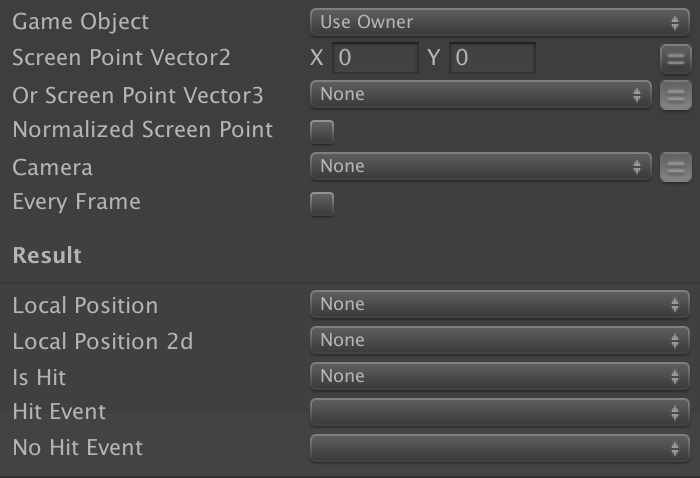 Game Object Use Owner
Screen Point Vector2 X 0 Y 0
Or Screen Point Vector3 None
Normalized Screen Point
Camera None
Every Frame
Result
Local Position None
Local Position 2d None
Is Hit None
Hit Event
No Hit Event